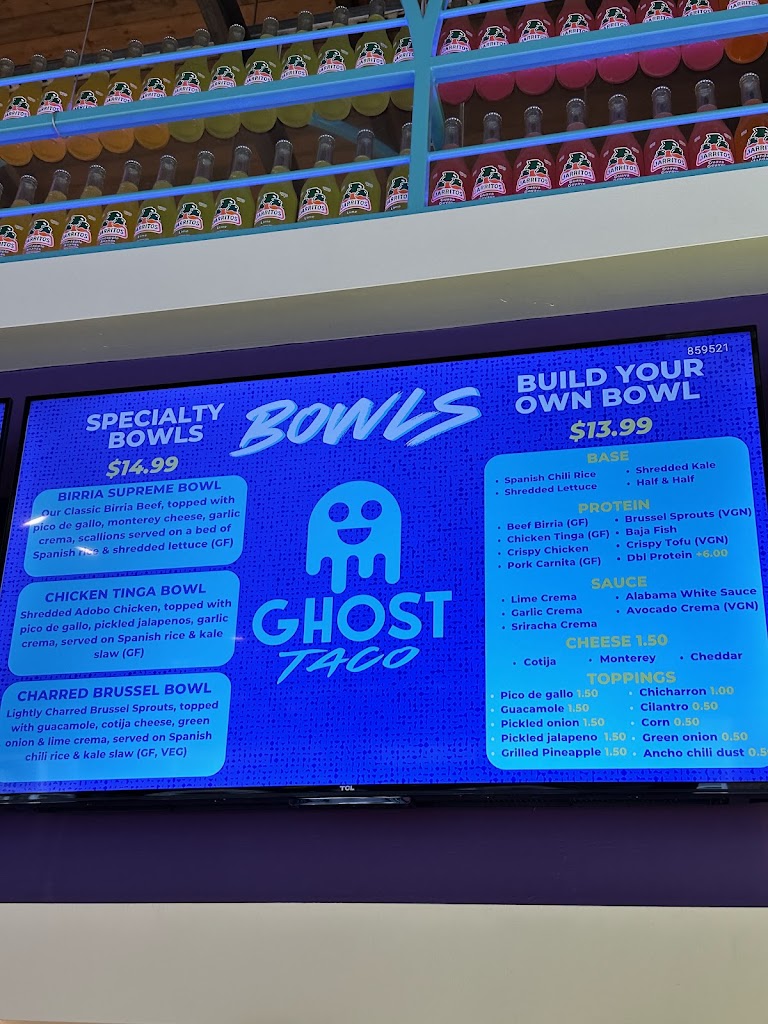 JARRITOS
859521
BOWLS
SPECIALTY
BOWLS
$14.99
BIRRIA SUPREME BOWL
Our Classic Birria Beef, topped with
pico de gallo, monterey cheese, garlic
crema, scallions served on a bed of
Spanish rice & shredded lettuce (GF)
CHICKEN TINGA BOWL
Shredded Adobo Chicken, topped with
pico de gallo, pickled jalapenos, garlic
crema, served on Spanish rice & kale
slaw (GF)
CHARRED BRUSSEL BOWL
Lightly Charred Brussel Sprouts, topped
with guacamole, cotija cheese, green
onion & lime crema, served on Spanish
chili rice & kale slaw (GF, VEG)
GHOST
TACO
BUILD YOUR
OWN BOWL
$13.99
BASE
• Spanish Chili Rice • Shredded Kale
• Shredded Lettuce • Half & Half
PROTEIN
• Beef Birria (GF) • Brussel Sprouts (VGN)
• Chicken Tinga (GF) • Baja Fish
• Crispy Chicken • Crispy Tofu (VGN)
• Pork Carnita (GF) • Dbl Protein +6.00
SAUCE
• Lime Crema • Alabama White Sauce
• Garlic Crema • Avocado Crema (VGN)
• Sriracha Crema
CHEESE 1.50
• Cotija • Monterey • Cheddar
TOPPINGS
• Pico de gallo 1.50 • Chicharron 1.00
• Guacamole 1.50 • Cilantro 0.50
• Pickled onion 1.50 • Corn 0.50
• Pickled jalapeno 1.50 • Green onion 0.50
• Grilled Pineapple 1.50 • Ancho chili dust 0.50
TCL